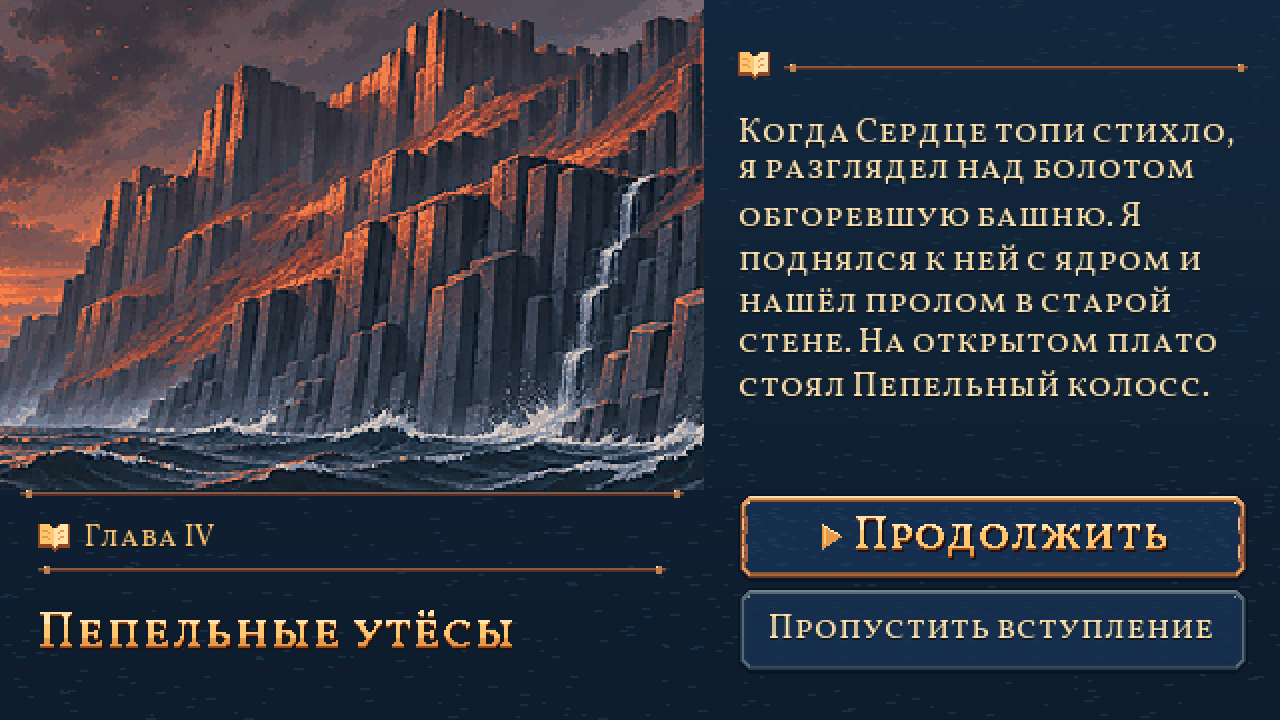 Глава IV
Пепельные утёсы
Когда Сердце топи стихло,
я разглядел над болотом
обгоревшую башню. Я
поднялся к ней с ядром и
нашёл пролом в старой
стене. На открытом плато
стоял Пепельный колосс.
Продолжить
Пропустить вступление